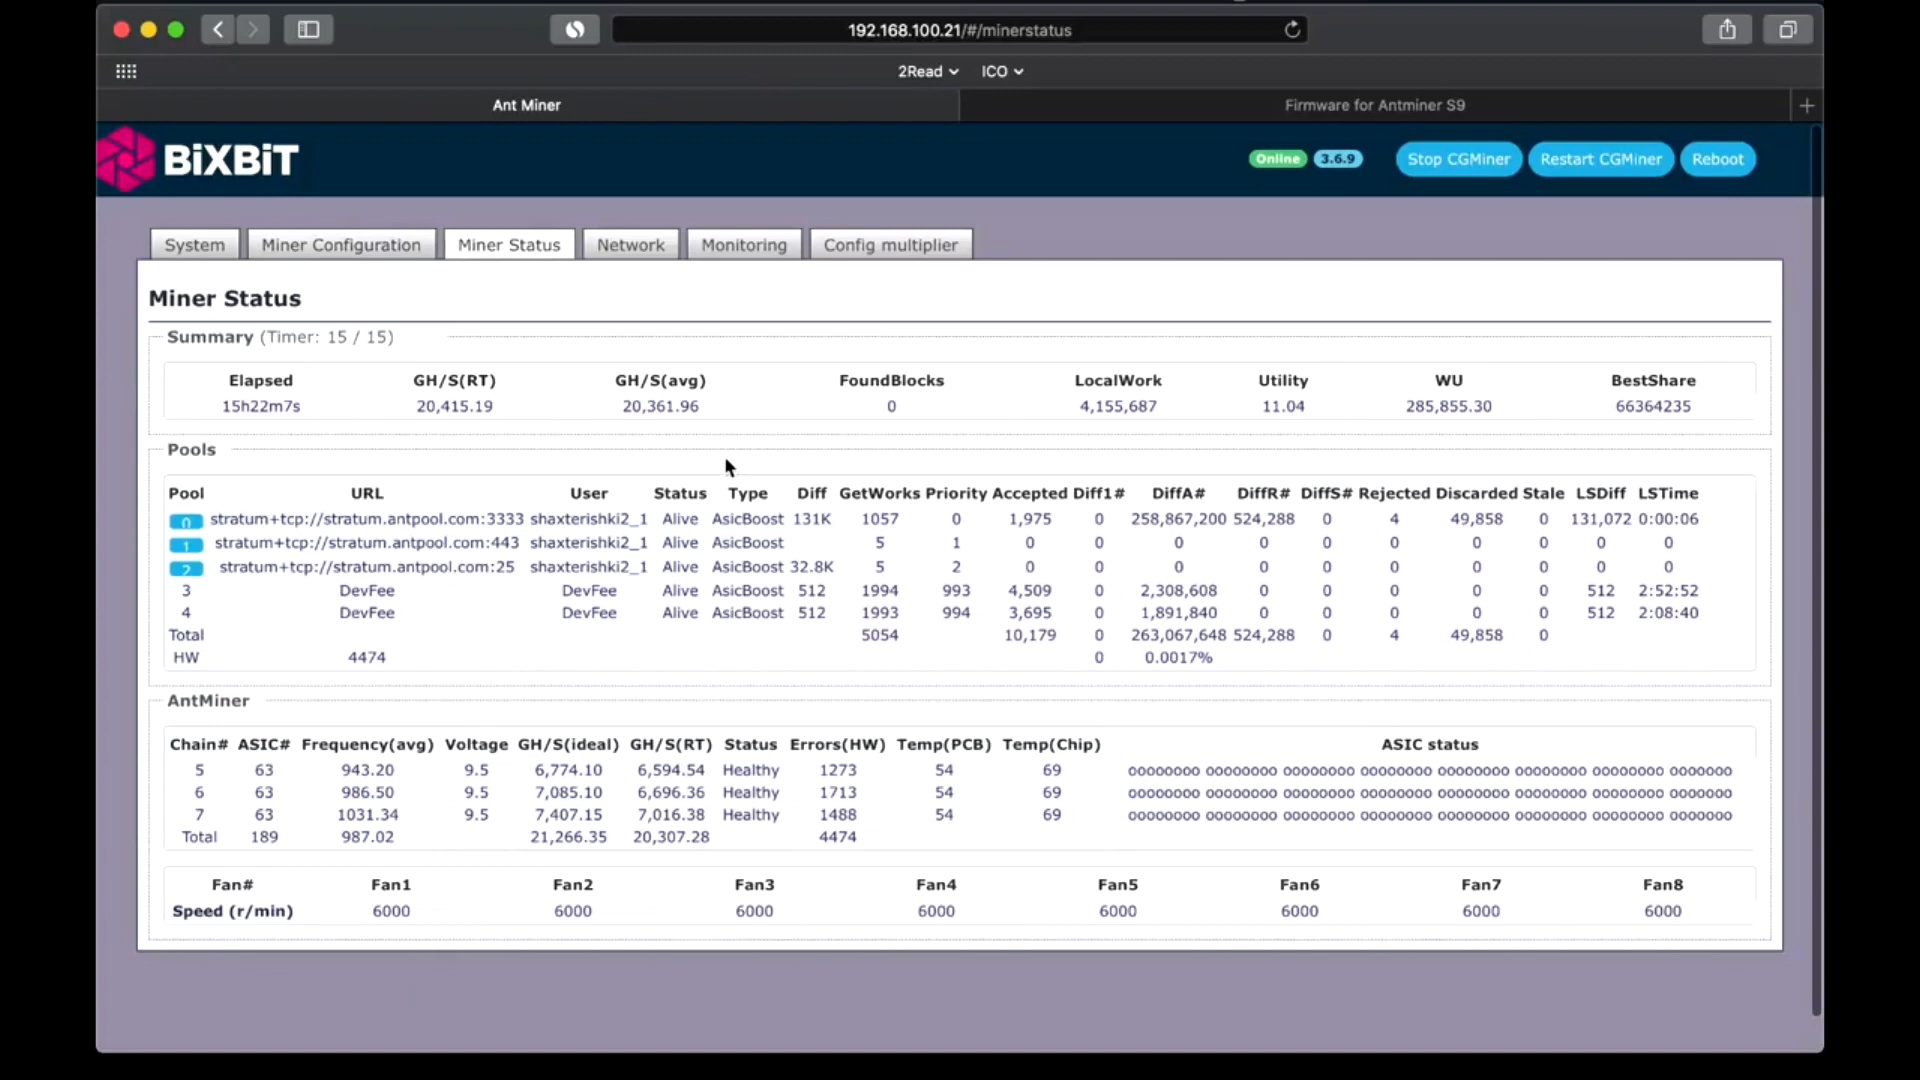 192.168.100.21/#/minerstatus
2Read ICO
Ant Miner Firmware for Antminer S9
BiXBiT Online 3.6.9 Stop CGMiner Restart CGMiner Reboot
System Miner Configuration Miner Status Network Monitoring Config multiplier
Miner Status
Summary (Timer: 15 / 15)
Elapsed GH/S(RT) GH/S(avg) FoundBlocks LocalWork Utility WU BestShare
15h22m7s 20,415.19 20,361.96 0 4,155,687 11.04 285,855.30 66364235
Pools
Pool URL User Status Type Diff GetWorks Priority Accepted Diff1# DiffA# DiffR# DiffS# Rejected Discarded Stale LSDiff LSTime
0 stratum+tcp://stratum.antpool.com:3333 shaxterishki2_1 Alive AsicBoost 131K 1057 0 1,975 0 258,867,200 524,288 0 4 49,858 0 131,072 0:00:06
1 stratum+tcp://stratum.antpool.com:443 shaxterishki2_1 Alive AsicBoost 5 1 0 0 0 0 0 0 0 0 0 0
2 stratum+tcp://stratum.antpool.com:25 shaxterishki2_1 Alive AsicBoost 32.8K 5 2 0 0 0 0 0 0 0 0 0 0
3 DevFee DevFee Alive AsicBoost 512 1994 993 4,509 0 2,308,608 0 0 0 0 0 512 2:52:52
4 DevFee DevFee Alive AsicBoost 512 1993 994 3,695 0 1,891,840 0 0 0 0 0 512 2:08:40
Total 5054 10,179 0 263,067,648 524,288 0 4 49,858 0
HW 4474 0 0.0017%
AntMiner
Chain# ASIC# Frequency(avg) Voltage GH/S(ideal) GH/S(RT) Status Errors(HW) Temp(PCB) Temp(Chip) ASIC status
5 63 943.20 9.5 6,774.10 6,594.54 Healthy 1273 54 69 oooooooo oooooooo oooooooo oooooooo oooooooo oooooooo oooooooo ooooooo
6 63 986.50 9.5 7,085.10 6,696.36 Healthy 1713 54 69 oooooooo oooooooo oooooooo oooooooo oooooooo oooooooo oooooooo ooooooo
7 63 1031.34 9.5 7,407.15 7,016.38 Healthy 1488 54 69 oooooooo oooooooo oooooooo oooooooo oooooooo oooooooo oooooooo ooooooo
Total 189 987.02 21,266.35 20,307.28 4474
Fan# Fan1 Fan2 Fan3 Fan4 Fan5 Fan6 Fan7 Fan8
Speed (r/min) 6000 6000 6000 6000 6000 6000 6000 6000